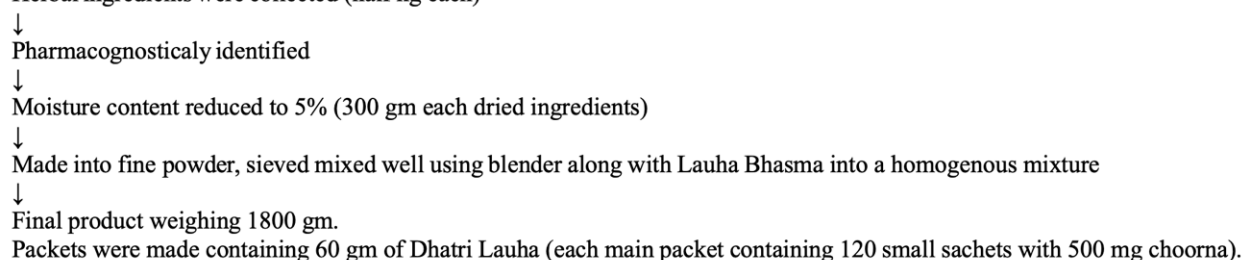 ↓
Pharmacognosticaly identified
↓
Moisture content reduced to 5% (300 gm each dried ingredients)
↓
Made into fine powder, sieved mixed well using blender along with Lauha Bhasma into a homogenous mixture
↓
Final product weighing 1800 gm.
Packets were made containing 60 gm of Dhatri Lauha (each main packet containing 120 small sachets with 500 mg choorna).